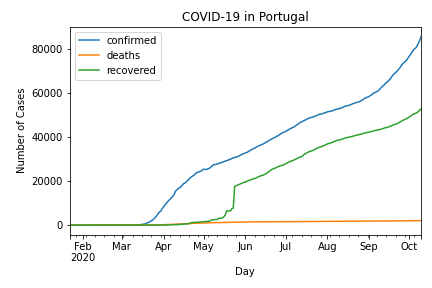 COVID-19 in Portugal
confirmed
deaths
recovered
Number of Cases
80000
60000
40000
20000
0
Feb Mar Apr May Jun Jul Aug Sep Oct
2020
Day